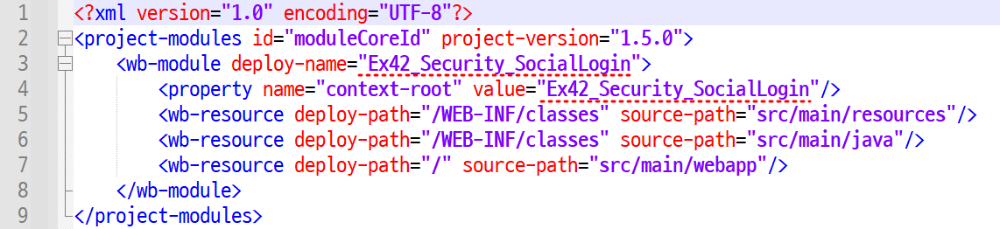 1 <?xml version="1.0" encoding="UTF-8"?>
2 <project-modules id="moduleCoreId" project-version="1.5.0">
3 <wb-module deploy-name="Ex42_Security_SocialLogin">
4 <property name="context-root" value="Ex42_Security_SocialLogin"/>
5 <wb-resource deploy-path="/WEB-INF/classes" source-path="src/main/resources"/>
6 <wb-resource deploy-path="/WEB-INF/classes" source-path="src/main/java"/>
7 <wb-resource deploy-path="/" source-path="src/main/webapp"/>
8 </wb-module>
9 </project-modules>